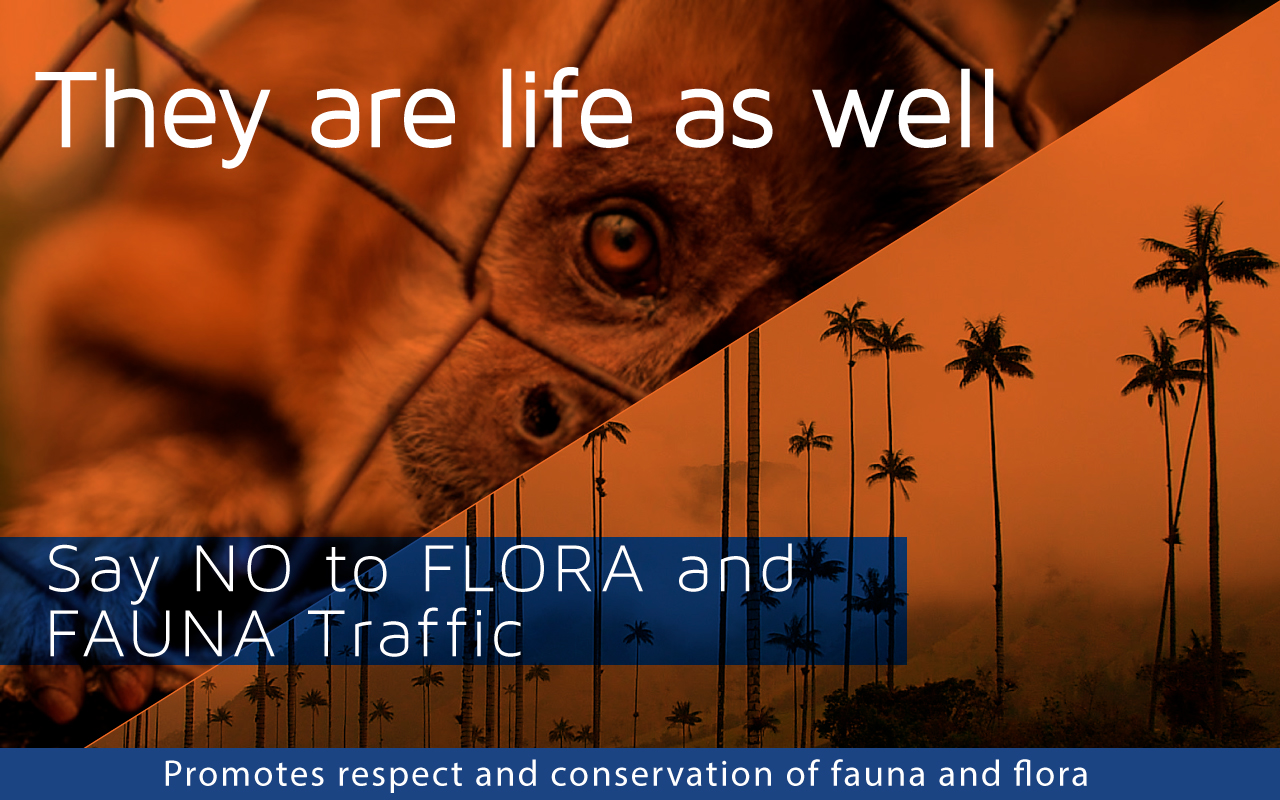 They are life as well
Say NO to FLORA and
FAUNA Traffic
Promotes respect and conservation of fauna and flora